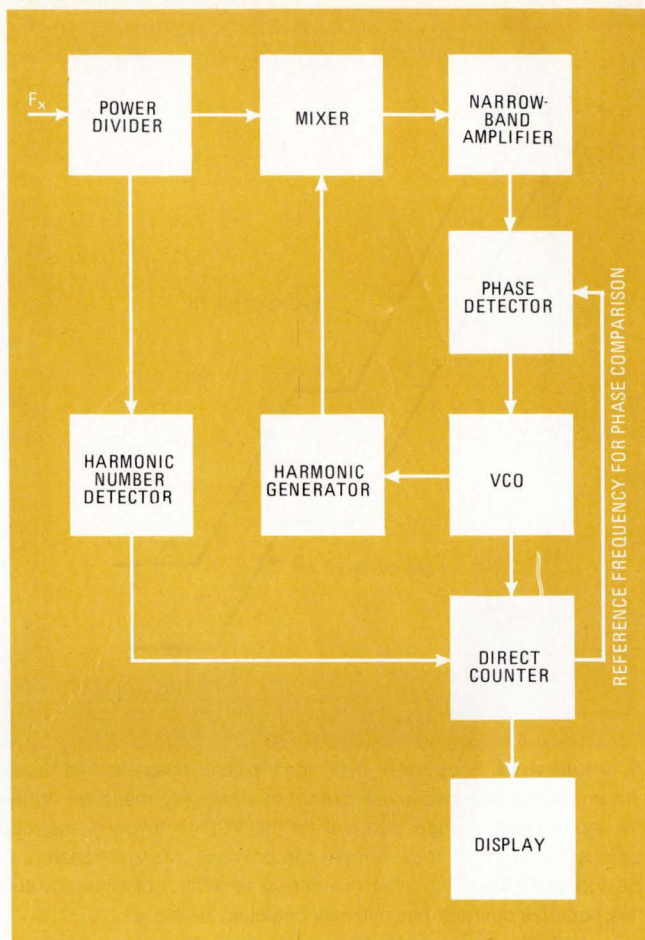 Fx
POWER
DIVIDER
MIXER
NARROW-
BAND
AMPLIFIER
PHASE
DETECTOR
REFERENCE FREQUENCY FOR PHASE COMPARISON
HARMONIC
NUMBER
DETECTOR
HARMONIC
GENERATOR
VCO
DIRECT
COUNTER
DISPLAY